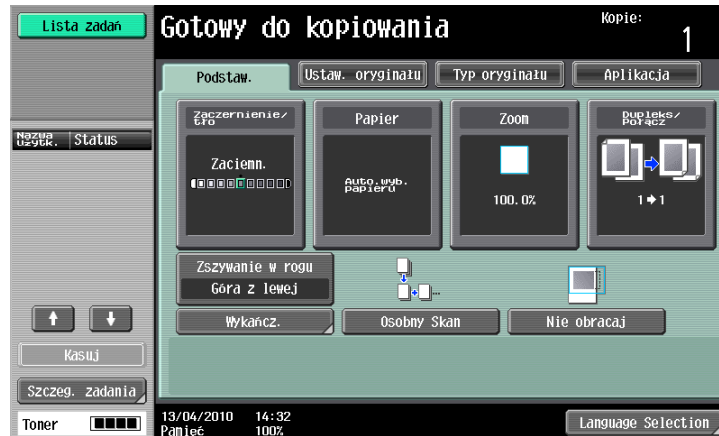 Lista zadań
Gotowy do kopiowania
Kopie:
1
Podstaw.
Ustaw. oryginału
Typ oryginału
Aplikacja
Nazwa użytk.
Status
Zaczernienie/
tło
Papier
Zoom
Dupleks/
Połącz
Zaciemn.
Auto.wyb.
papieru
100.0%
1 → 1
Zszywanie w rogu
Góra z lewej
Wykańcz.
Osobny Skan
Nie obracaj
Kasuj
Szczeg. zadania
Toner
13/04/2010 14:32
Pamięć 100%
Language Selection